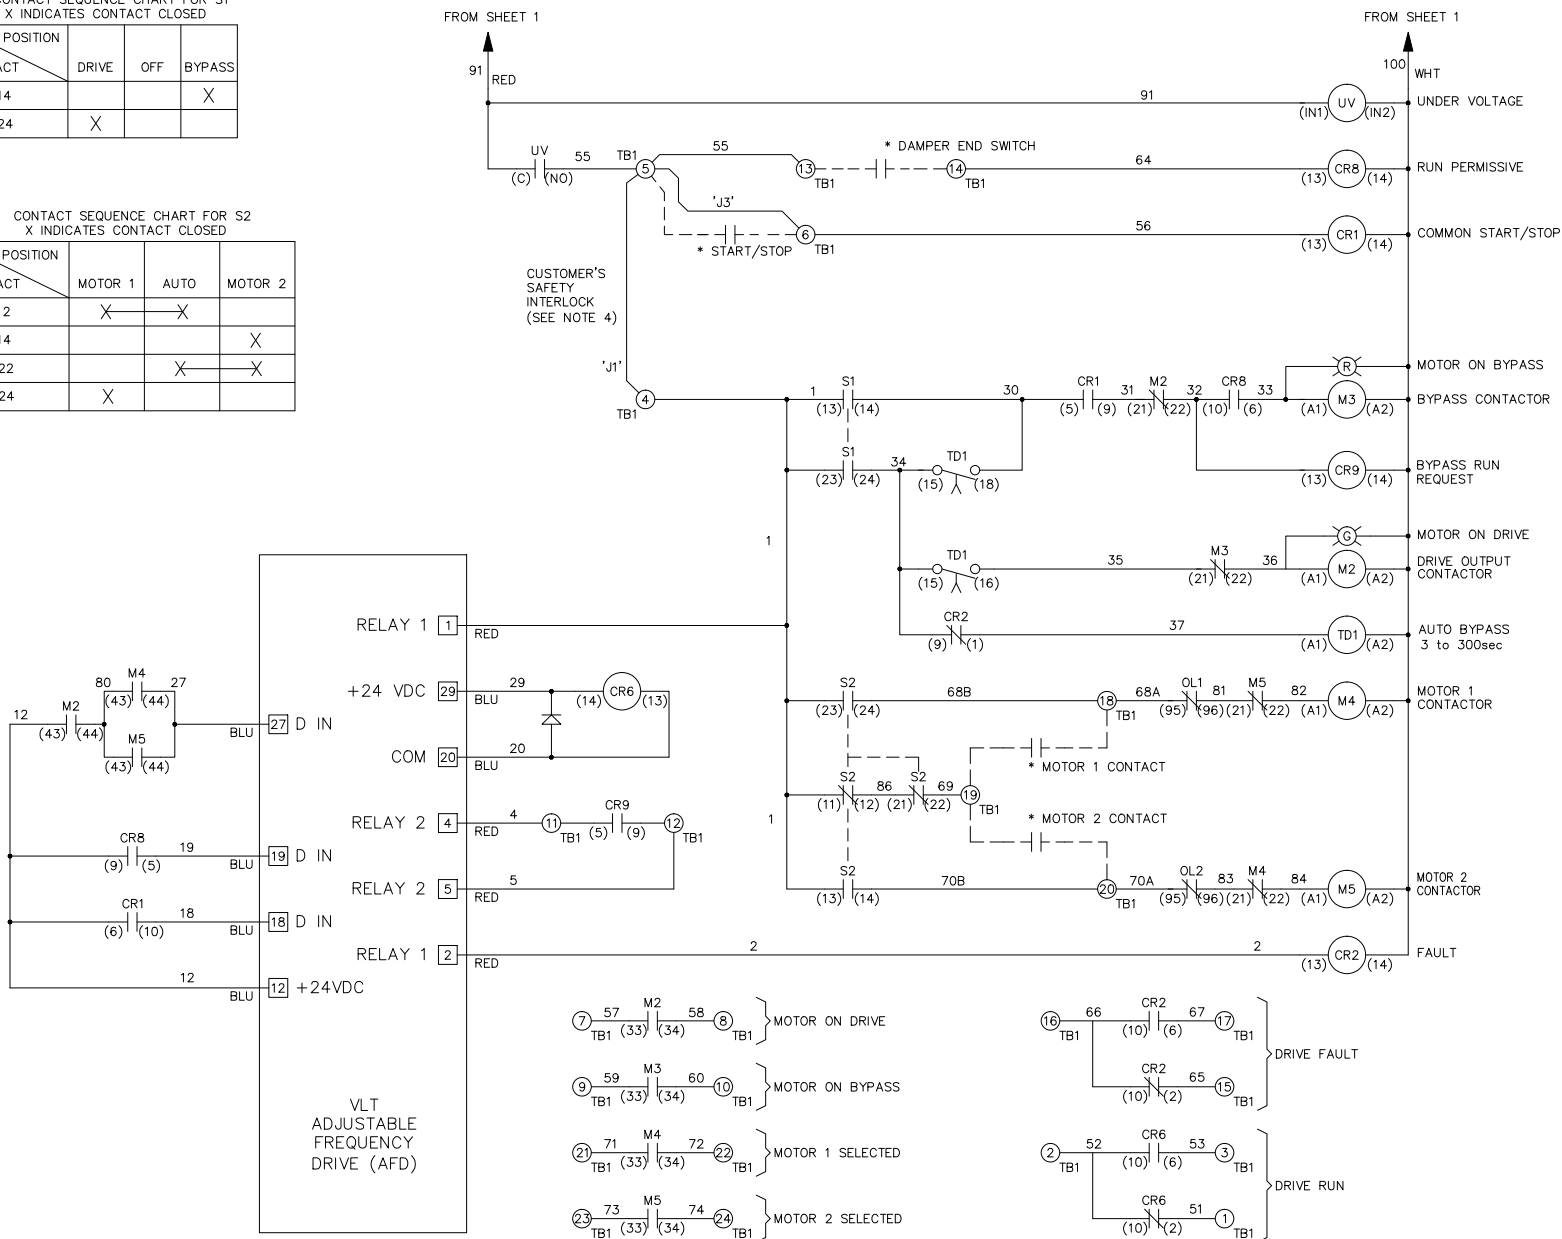 CONTACT SEQUENCE CHART FOR S1
X INDICATES CONTACT CLOSED
POSITION
ACT DRIVE OFF BYPASS
14 X
24 X
CONTACT SEQUENCE CHART FOR S2
X INDICATES CONTACT CLOSED
POSITION
ACT MOTOR 1 AUTO MOTOR 2
2 X X
14 X
22 X X
24 X
FROM SHEET 1
FROM SHEET 1
91 RED
100 WHT
91 (IN1) UV (IN2) UNDER VOLTAGE
UV (C) (NO) 55 TB1 5 55 13 TB1 * DAMPER END SWITCH 14 TB1 64 (13) CR8 (14) RUN PERMISSIVE
'J3'
* START/STOP 6 TB1 56 (13) CR1 (14) COMMON START/STOP
CUSTOMER'S
SAFETY
INTERLOCK
(SEE NOTE 4)
'J1'
R MOTOR ON BYPASS
TB1 4 1 S1 (13) (14) 30 CR1 (5) (9) 31 M2 (21) (22) 32 CR8 (10) (6) 33 (A1) M3 (A2) BYPASS CONTACTOR
S1 (23) (24) 34 TD1 (15) (18) (13) CR9 (14) BYPASS RUN
REQUEST
1
G MOTOR ON DRIVE
TD1 (15) (16) 35 M3 (21) (22) 36 (A1) M2 (A2) DRIVE OUTPUT
CONTACTOR
CR2 (9) (1) 37 (A1) TD1 (A2) AUTO BYPASS
3 to 300sec
RELAY 1 1 RED
+24 VDC 29 BLU 29 (14) CR6 (13)
COM 20 BLU 20
RELAY 2 4 RED 4 11 TB1 CR9 (5) (9) 12 TB1
RELAY 2 5 RED 5
RELAY 1 2 RED 2 2 (13) CR2 (14) FAULT
12 M2 (43) (44) 80 M4 (43) (44) 27
M5 (43) (44)
BLU 27 D IN
CR8 (9) (5) 19 BLU 19 D IN
CR1 (6) (10) 18 BLU 18 D IN
12 BLU 12 +24VDC
VLT
ADJUSTABLE
FREQUENCY
DRIVE (AFD)
S2 (23) (24) 68B 18 TB1 68A OL1 (95) (96) 81 M5 (21) (22) 82 (A1) M4 (A2) MOTOR 1
CONTACTOR
* MOTOR 1 CONTACT
1 S2 (11) (12) 86 S2 (21) (22) 69 19 TB1
* MOTOR 2 CONTACT
S2 (13) (14) 70B 20 TB1 70A OL2 (95) (96) 83 M4 (21) (22) 84 (A1) M5 (A2) MOTOR 2
CONTACTOR
7 TB1 57 M2 (33) (34) 58 8 TB1 MOTOR ON DRIVE
9 TB1 59 M3 (33) (34) 60 10 TB1 MOTOR ON BYPASS
21 TB1 71 M4 (33) (34) 72 22 TB1 MOTOR 1 SELECTED
23 TB1 73 M5 (33) (34) 74 24 TB1 MOTOR 2 SELECTED
16 TB1 66 CR2 (10) (6) 67 17 TB1
DRIVE FAULT
CR2 (10) (2) 65 15 TB1
2 TB1 52 CR6 (10) (6) 53 3 TB1
DRIVE RUN
CR6 (10) (2) 51 1 TB1